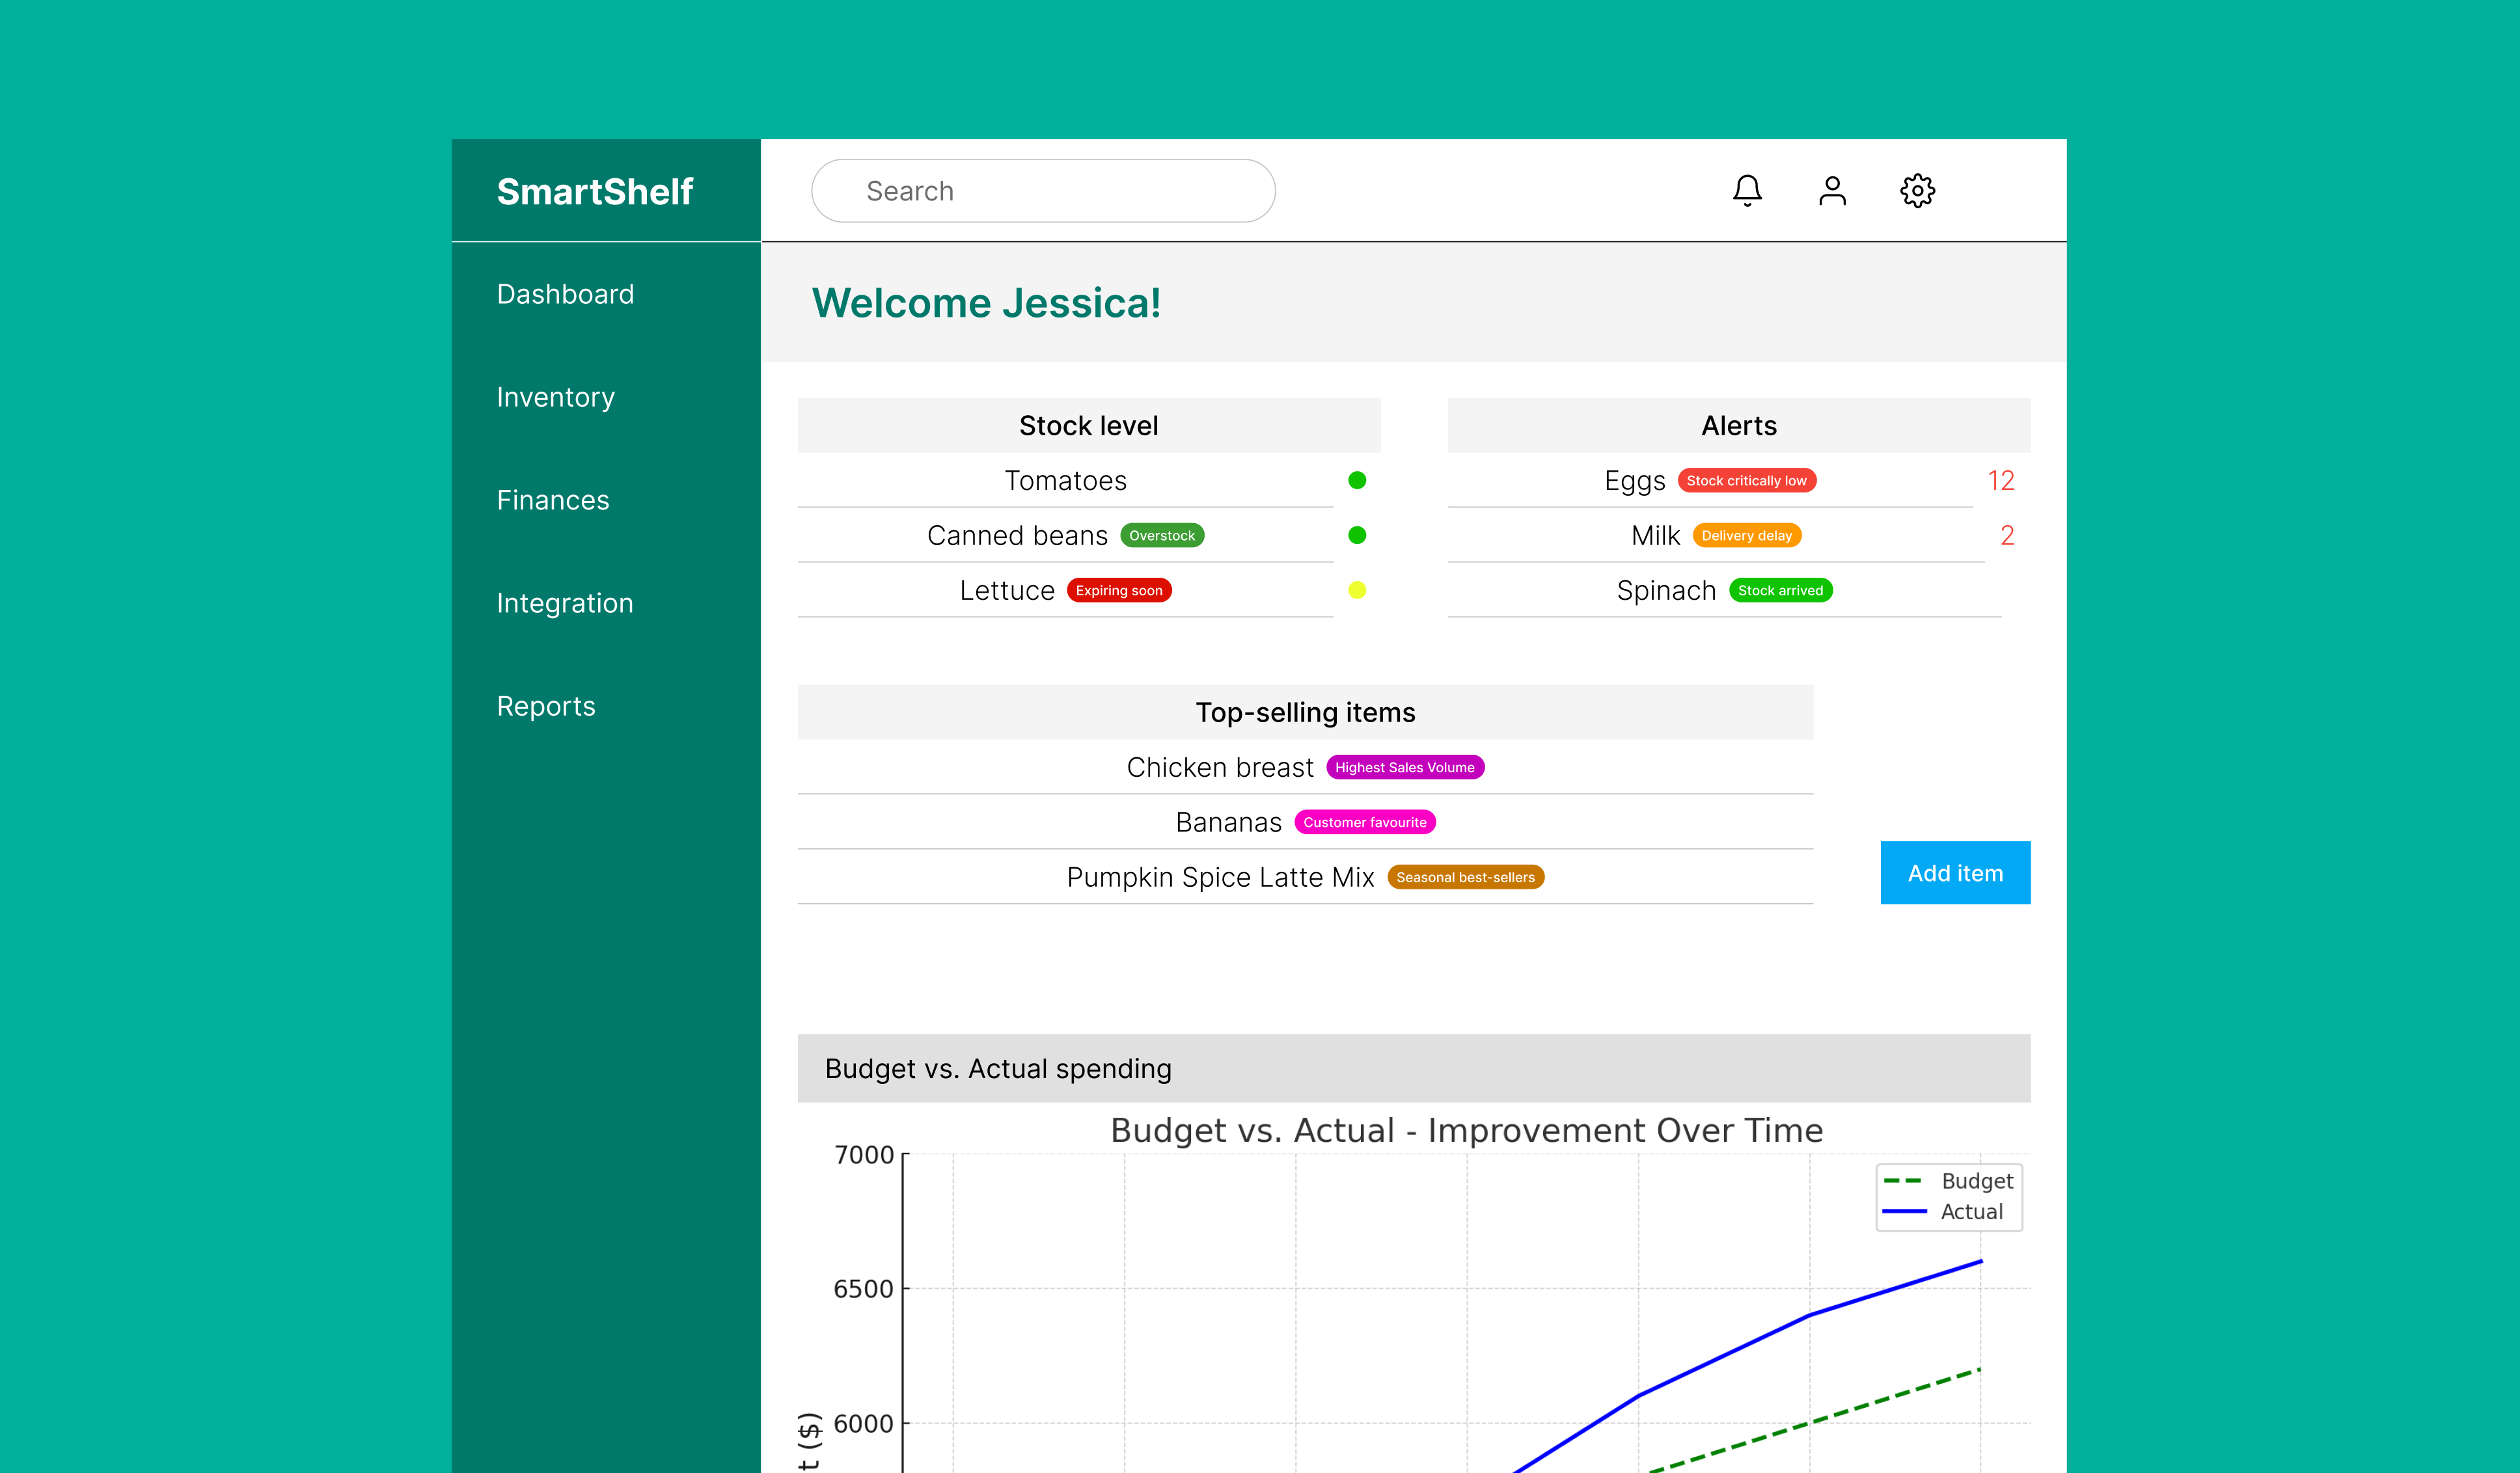 SmartShelf
Search
Dashboard
Inventory
Finances
Integration
Reports
Welcome Jessica!
Stock level
Tomatoes
Canned beans Overstock
Lettuce Expiring soon
Alerts
Eggs Stock critically low 12
Milk Delivery delay 2
Spinach Stock arrived
Top-selling items
Chicken breast Highest Sales Volume
Bananas Customer favourite
Pumpkin Spice Latte Mix Seasonal best-sellers
Add item
Budget vs. Actual spending
Budget vs. Actual - Improvement Over Time
7000
6500
6000
Budget
Actual
($)